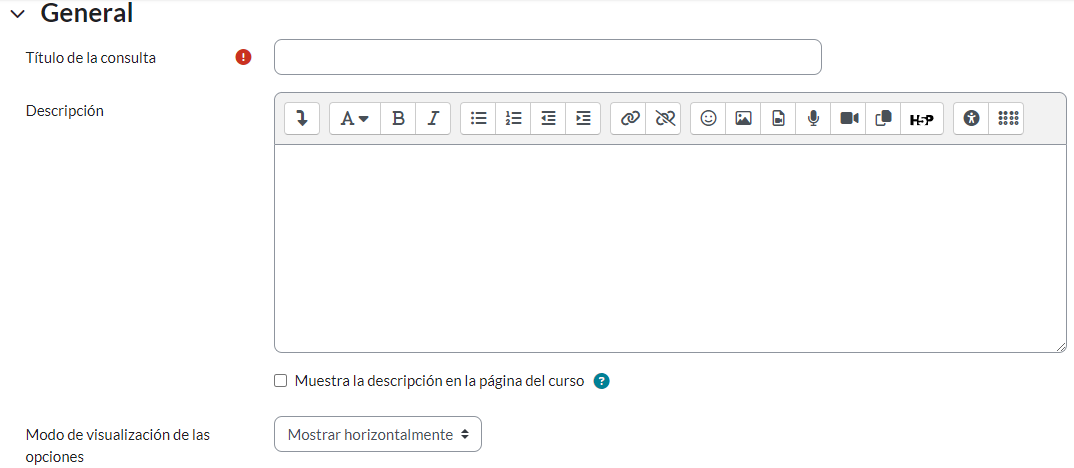 General
Título de la consulta
Descripción
A B I H5P
Muestra la descripción en la página del curso
Modo de visualización de las
opciones
Mostrar horizontalmente